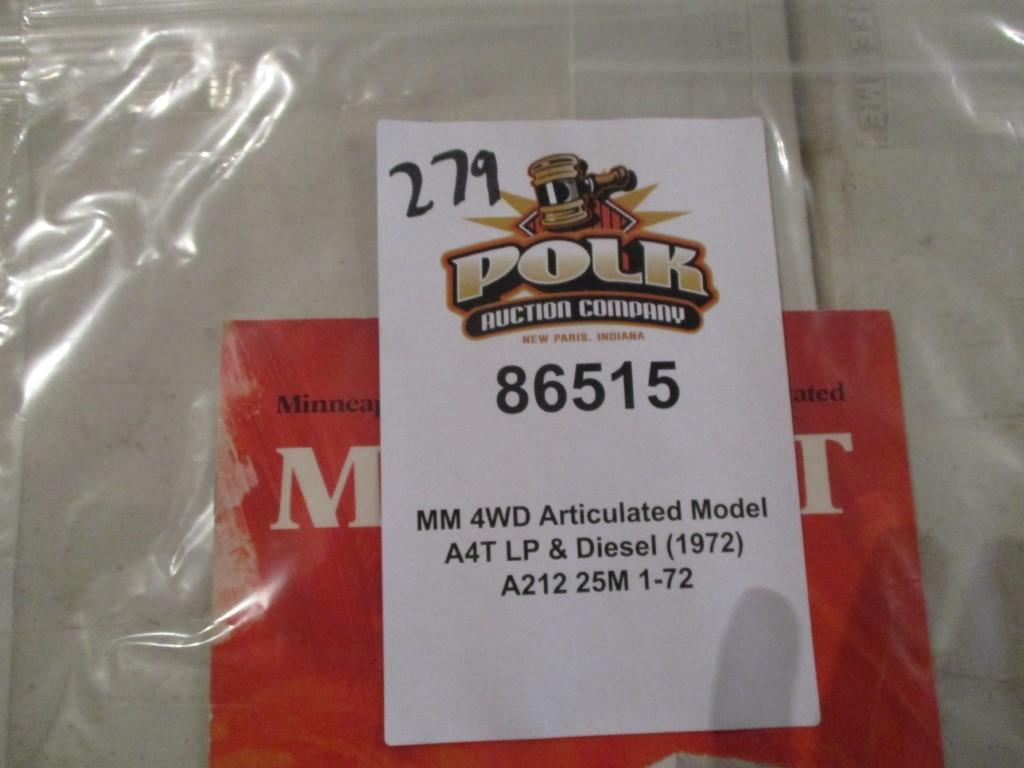 279
POLK
AUCTION COMPANY
NEW PARIS, INDIANA
86515
ated
M T
MM 4WD Articulated Model
A4T LP & Diesel (1972)
A212 25M 1-72